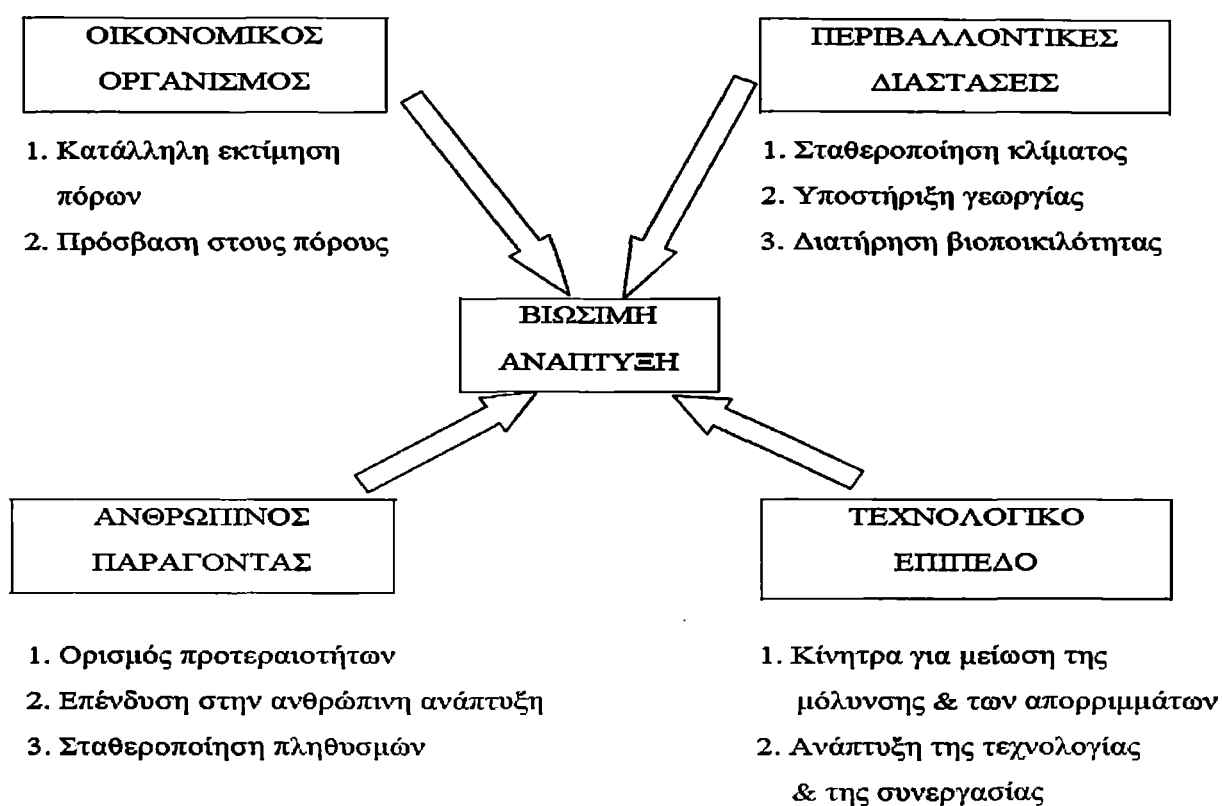 ΟΙΚΟΝΟΜΙΚΟΣ
ΟΡΓΑΝΙΣΜΟΣ
1. Κατάλληλη εκτίμηση
πόρων
2. Πρόσβαση στους πόρους
ΠΕΡΙΒΑΛΛΟΝΤΙΚΕΣ
ΔΙΑΣΤΑΣΕΙΣ
1. Σταθεροποίηση κλίματος
2. Υποστήριξη γεωργίας
3. Διατήρηση βιοποικιλότητας
ΒΙΩΣΙΜΗ
ΑΝΑΠΤΥΞΗ
ΑΝΘΡΩΠΙΝΟΣ
ΠΑΡΑΓΟΝΤΑΣ
1. Ορισμός προτεραιοτήτων
2. Επένδυση στην ανθρώπινη ανάπτυξη
3. Σταθεροποίηση πληθυσμών
ΤΕΧΝΟΛΟΓΙΚΟ
ΕΠΙΠΕΔΟ
1. Κίνητρα για μείωση της
μόλυνσης & των απορριμμάτων
2. Ανάπτυξη της τεχνολογίας
& της συνεργασίας